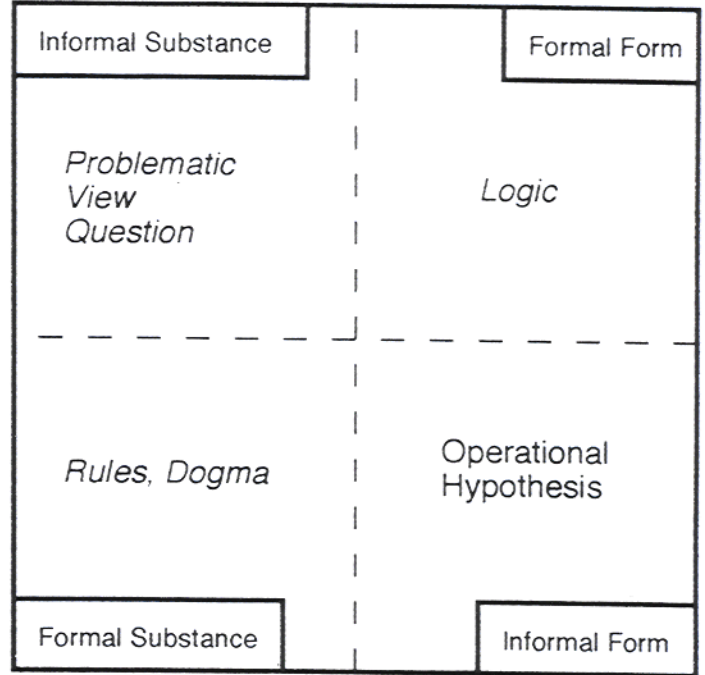 Informal Substance
Formal Form
Problematic
View
Question
Logic
Rules, Dogma
Operational
Hypothesis
Formal Substance
Informal Form